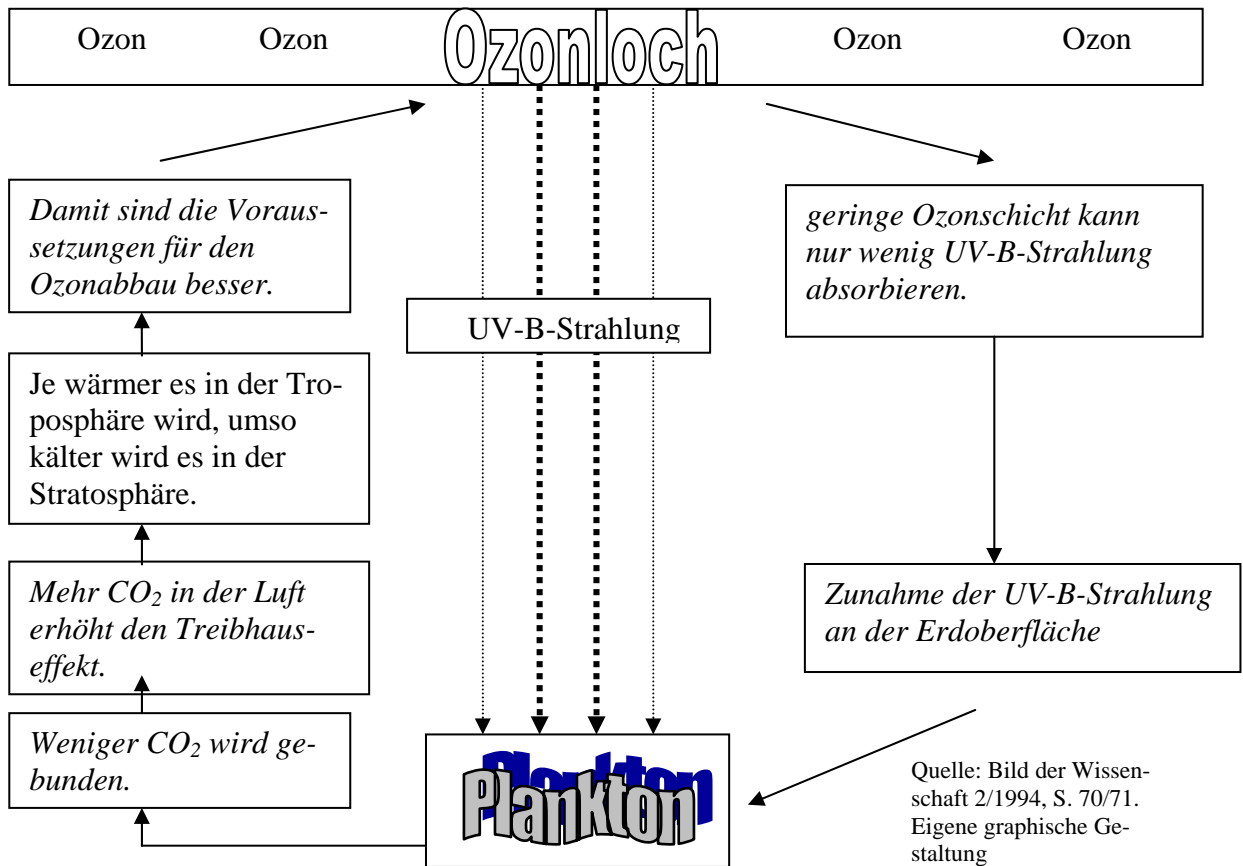 Ozon Ozon Ozonloch Ozon Ozon
Damit sind die Voraus-
setzungen für den
Ozonabbau besser.
geringe Ozonschicht kann
nur wenig UV-B-Strahlung
absorbieren.
UV-B-Strahlung
Je wärmer es in der Tro-
posphäre wird, umso
kälter wird es in der
Stratosphäre.
Mehr CO₂ in der Luft
erhöht den Treibhaus-
effekt.
Zunahme der UV-B-Strahlung
an der Erdoberfläche
Weniger CO₂ wird ge-
bunden.
Plankton
Quelle: Bild der Wissen-
schaft 2/1994, S. 70/71.
Eigene graphische Ge-
staltung